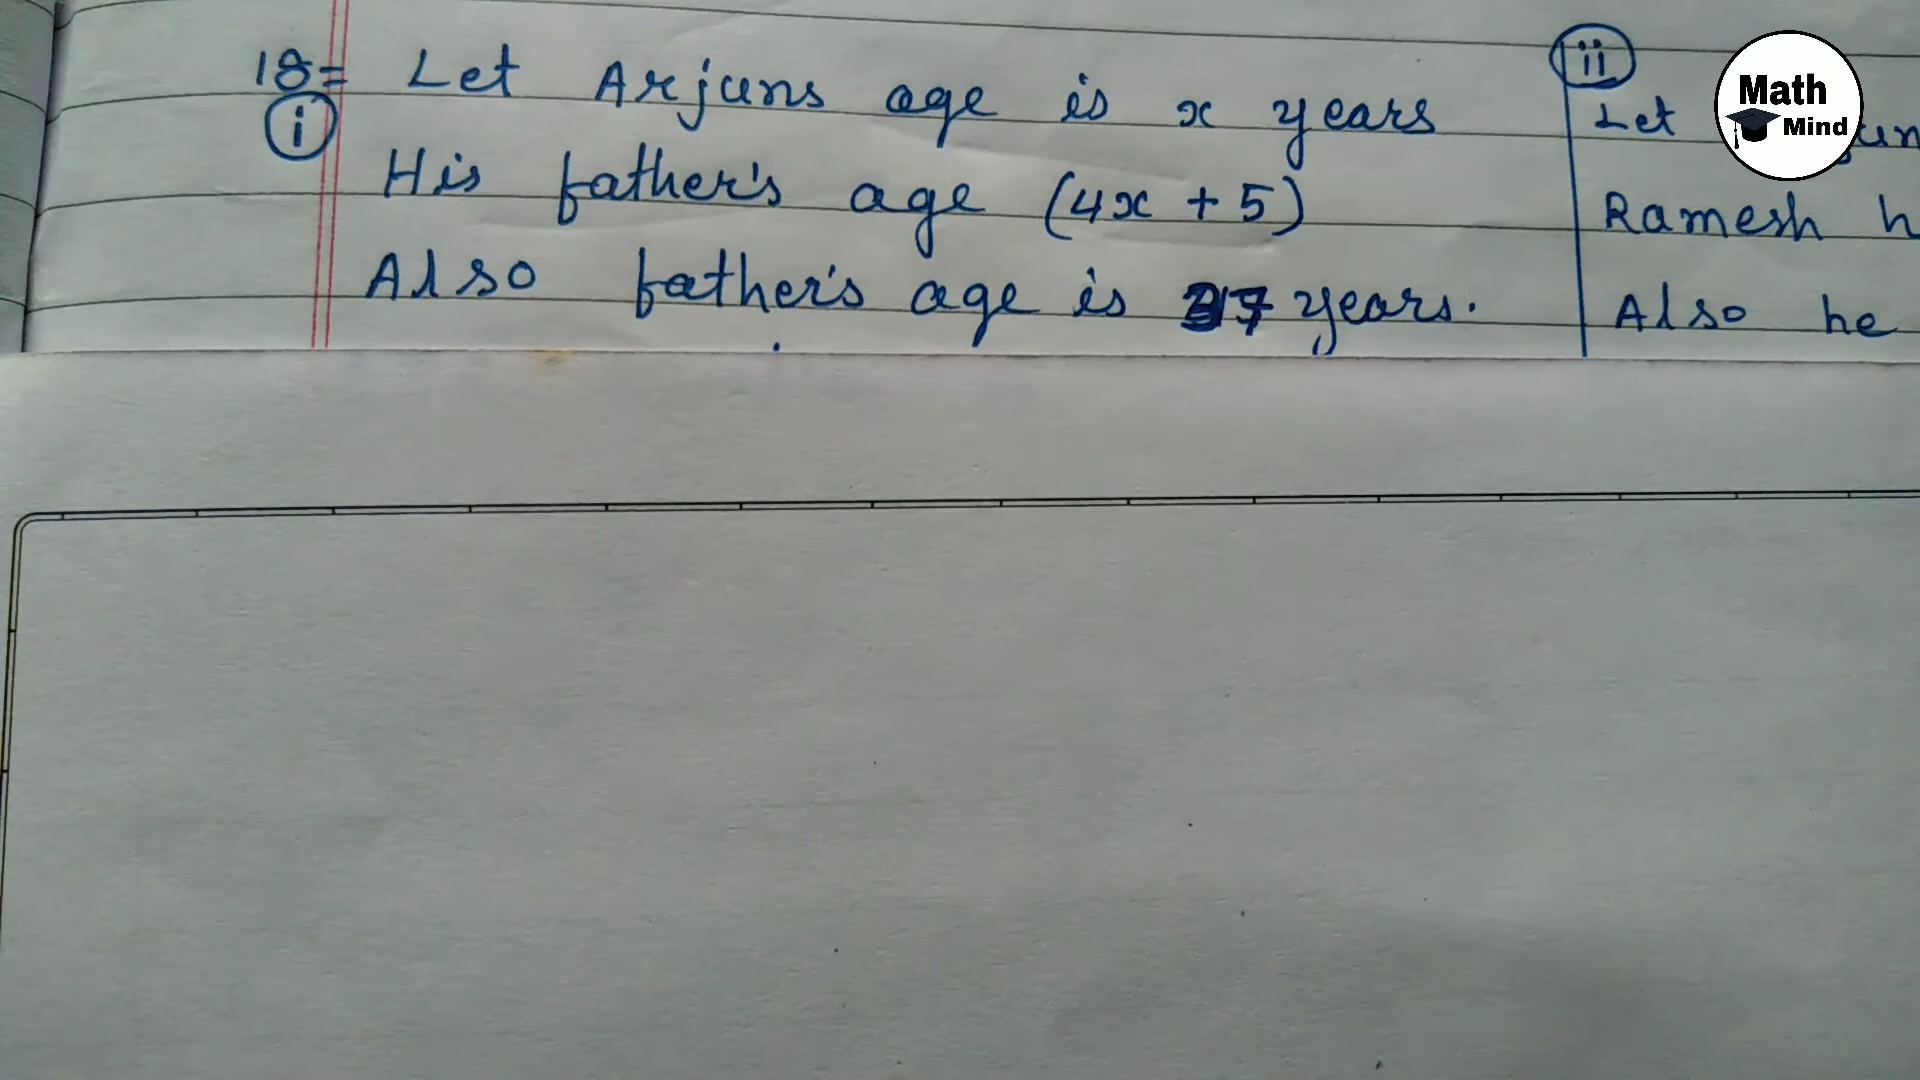 18=
i
Let Arjuns age is x years
His father's age (4x + 5)
Also father's age is 37 years.
ii
Let
Ramesh h
Also he
Math
Mind